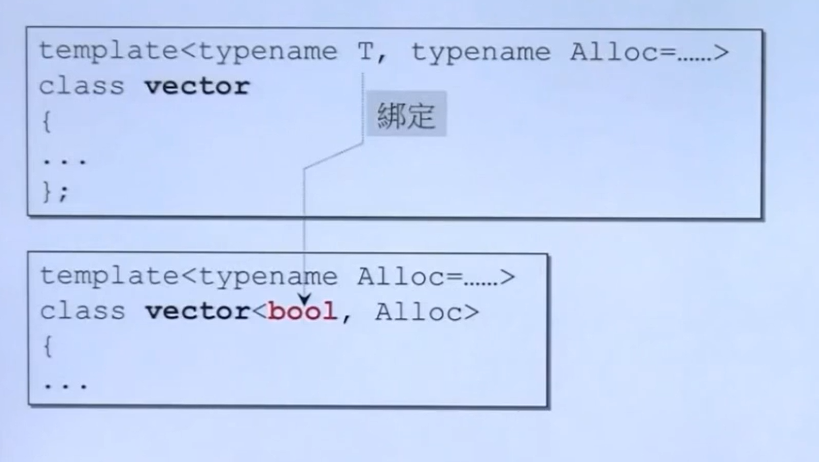 template<typename T, typename Alloc=……>
class vector
綁定
{
...
};
template<typename Alloc=……>
class vector<bool, Alloc>
{
...